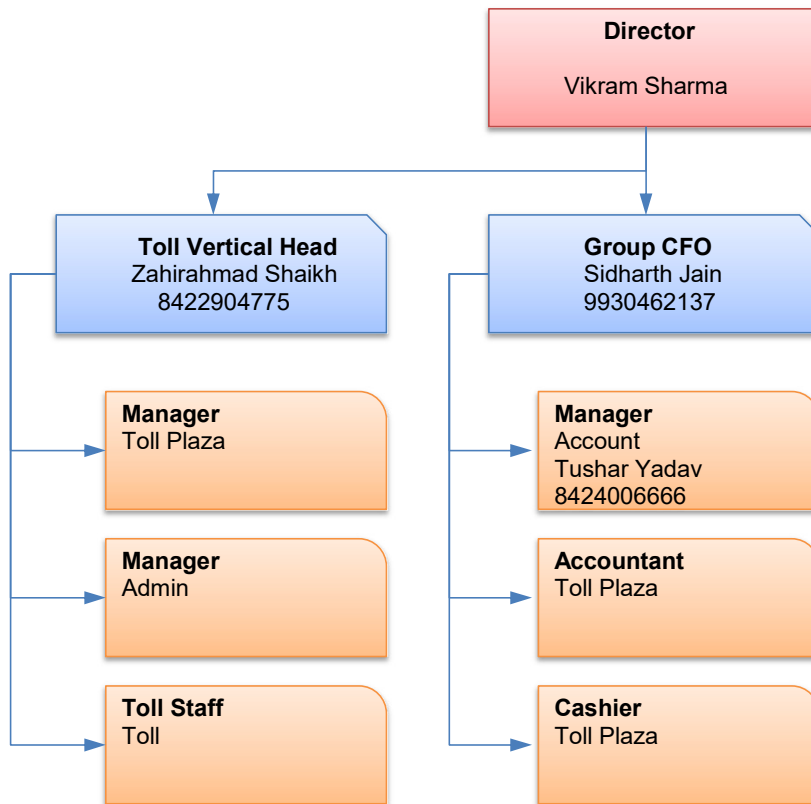 Director
Vikram Sharma
Toll Vertical Head
Zahirahmad Shaikh
8422904775
Group CFO
Sidharth Jain
9930462137
Manager
Toll Plaza
Manager
Account
Tushar Yadav
8424006666
Manager
Admin
Accountant
Toll Plaza
Toll Staff
Toll
Cashier
Toll Plaza